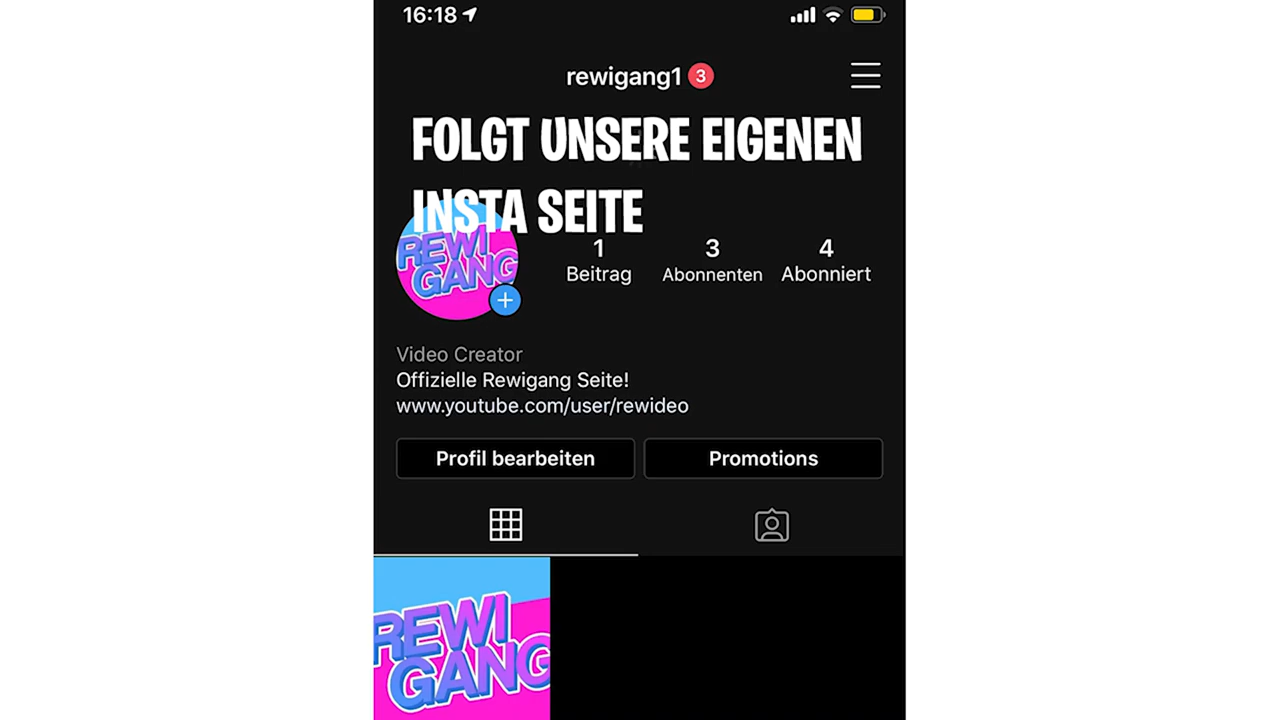 16:18
rewigang1 3
FOLGT UNSERE EIGENEN
INSTA SEITE
REWI
GANG
1 3 4
Beitrag Abonnenten Abonniert
Video Creator
Offizielle Rewigang Seite!
www.youtube.com/user/rewideo
Profil bearbeiten Promotions
REWI
GANG